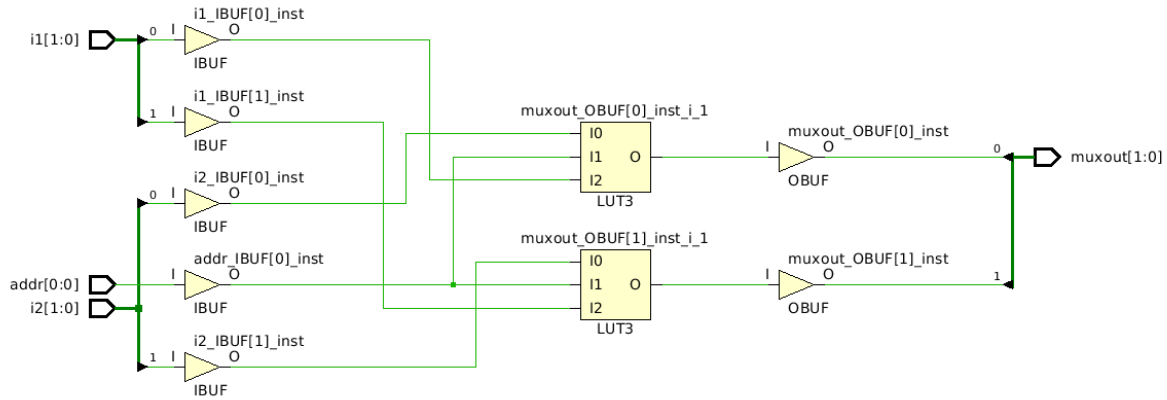 i1[1:0]
0
I
i1_IBUF[0]_inst
O
IBUF
1
I
i1_IBUF[1]_inst
O
IBUF
0
I
i2_IBUF[0]_inst
O
IBUF
addr[0:0]
i2[1:0]
I
addr_IBUF[0]_inst
O
IBUF
1
I
i2_IBUF[1]_inst
O
IBUF
muxout_OBUF[0]_inst_i_1
I0
I1
O
I2
LUT3
muxout_OBUF[1]_inst_i_1
I0
I1
O
I2
LUT3
muxout_OBUF[0]_inst
I
O
OBUF
muxout_OBUF[1]_inst
I
O
OBUF
0
1
muxout[1:0]